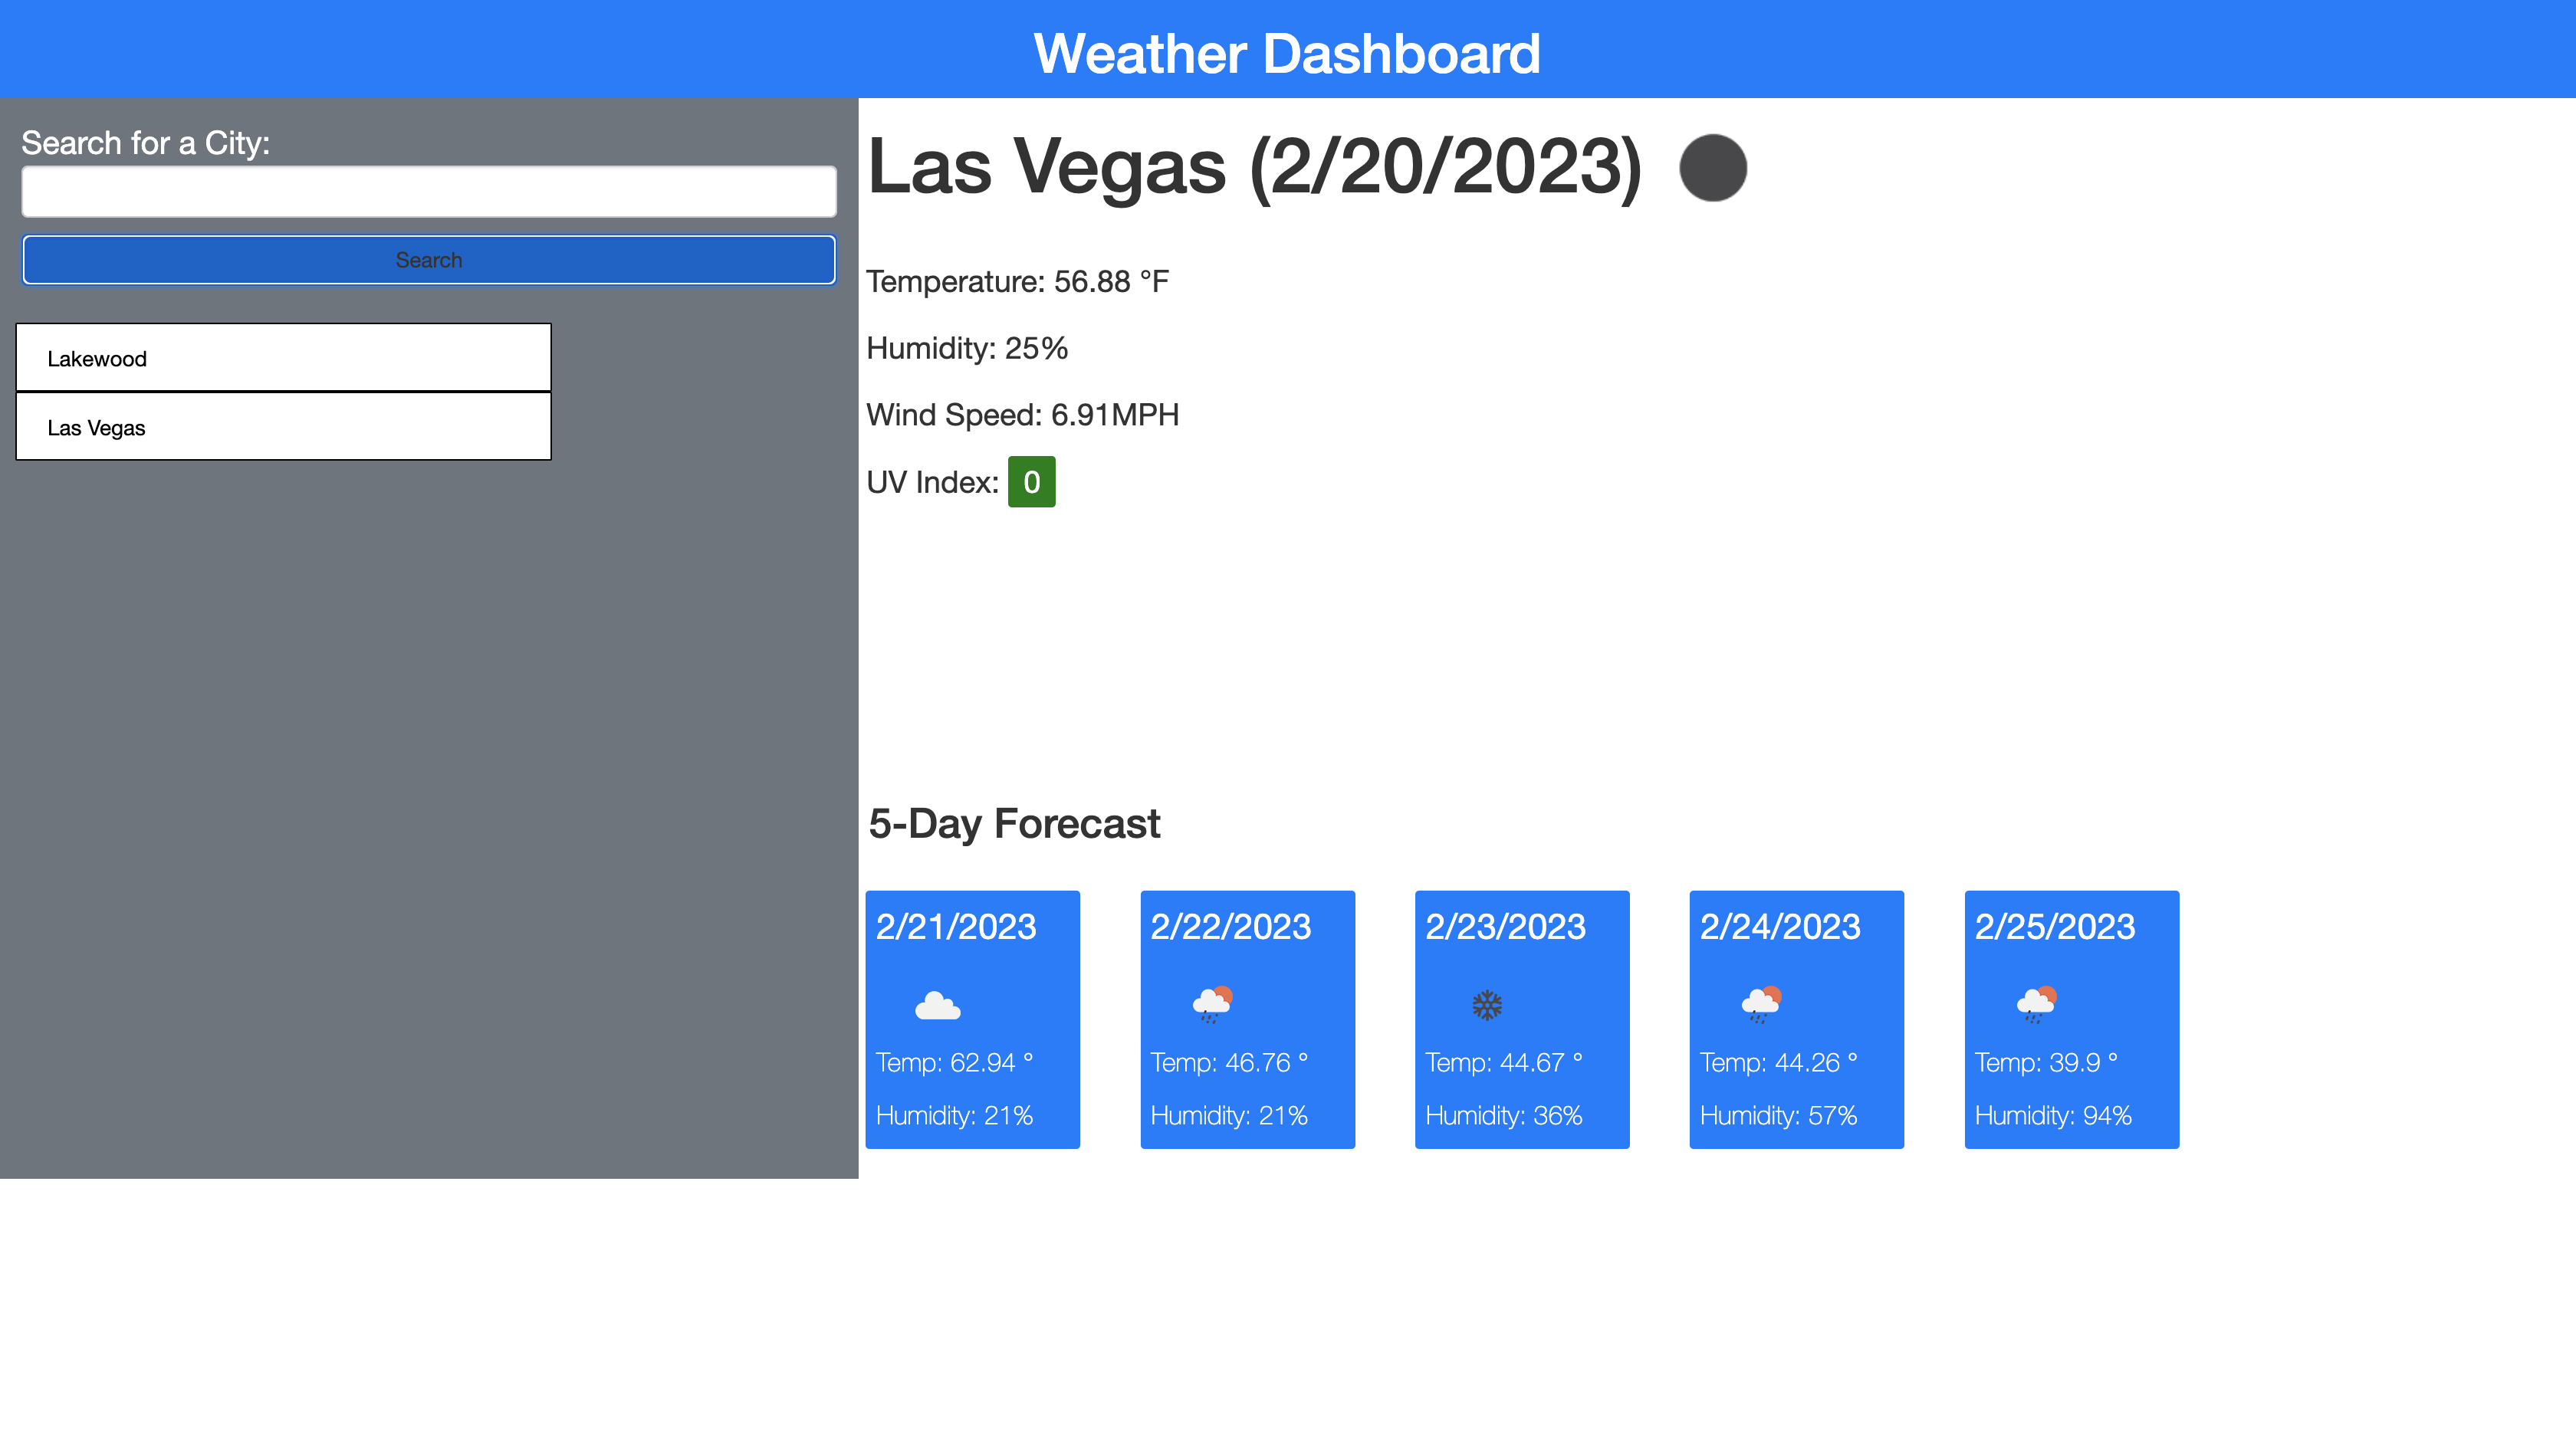 Weather Dashboard
Search for a City:
Search
Lakewood
Las Vegas
Las Vegas (2/20/2023)
Temperature: 56.88 °F
Humidity: 25%
Wind Speed: 6.91MPH
UV Index: 0
5-Day Forecast
2/21/2023
Temp: 62.94 °
Humidity: 21%
2/22/2023
Temp: 46.76 °
Humidity: 21%
2/23/2023
Temp: 44.67 °
Humidity: 36%
2/24/2023
Temp: 44.26 °
Humidity: 57%
2/25/2023
Temp: 39.9 °
Humidity: 94%